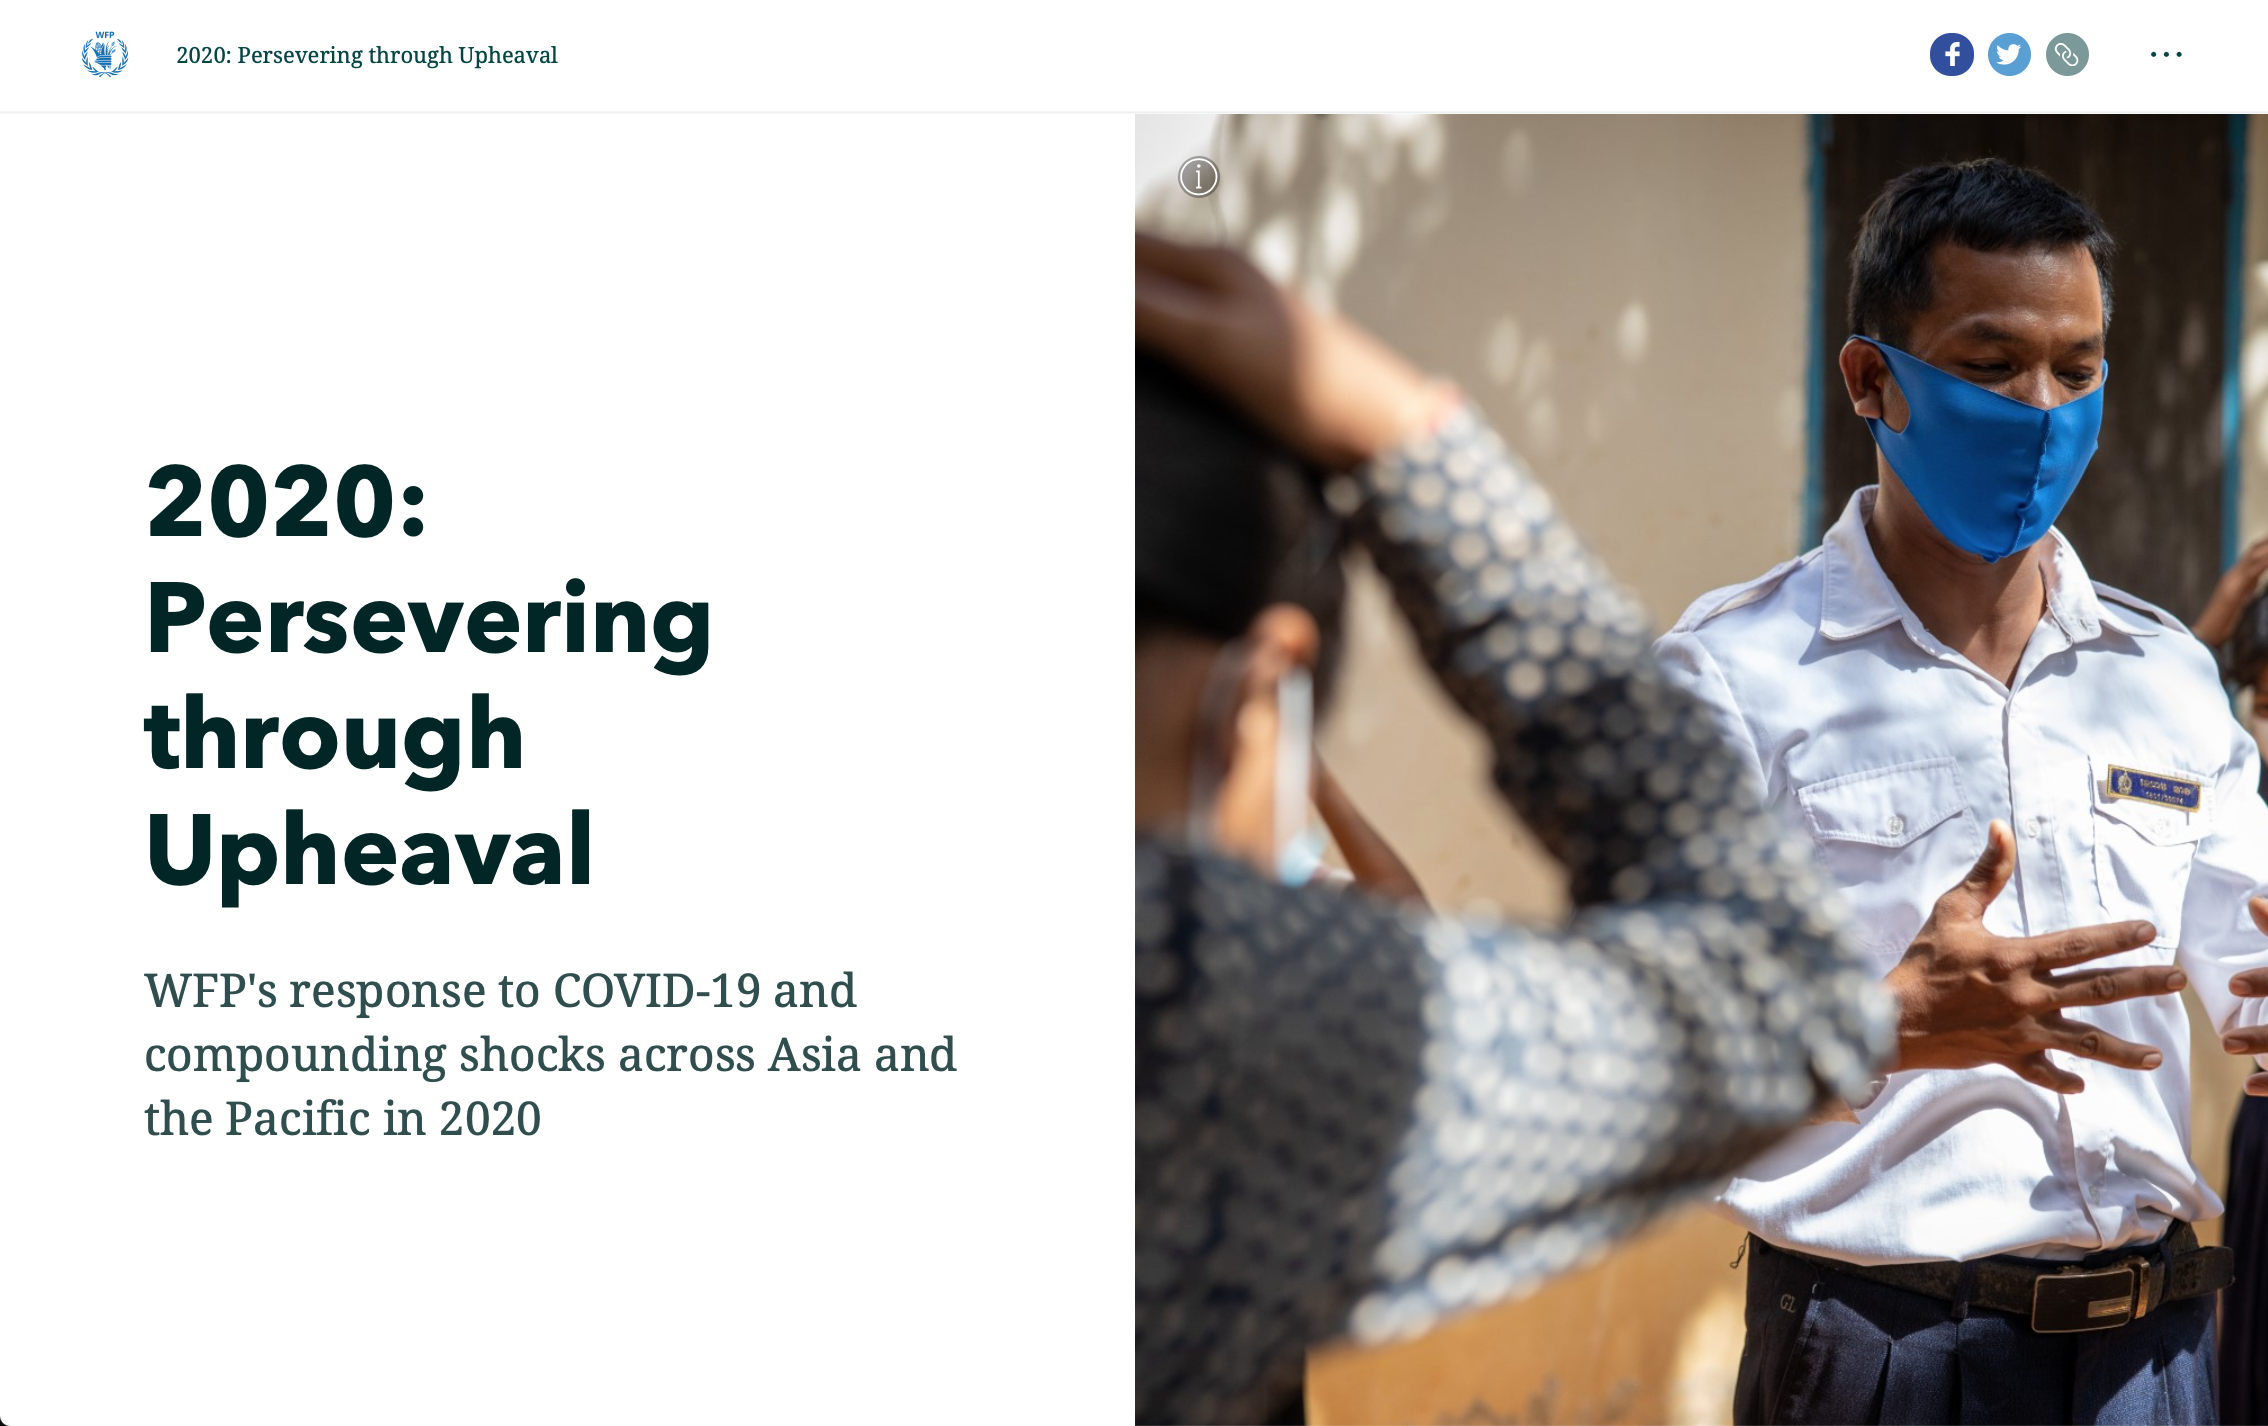 WFP
2020: Persevering through Upheaval
2020:
Persevering
through
Upheaval
WFP's response to COVID-19 and
compounding shocks across Asia and
the Pacific in 2020
GL